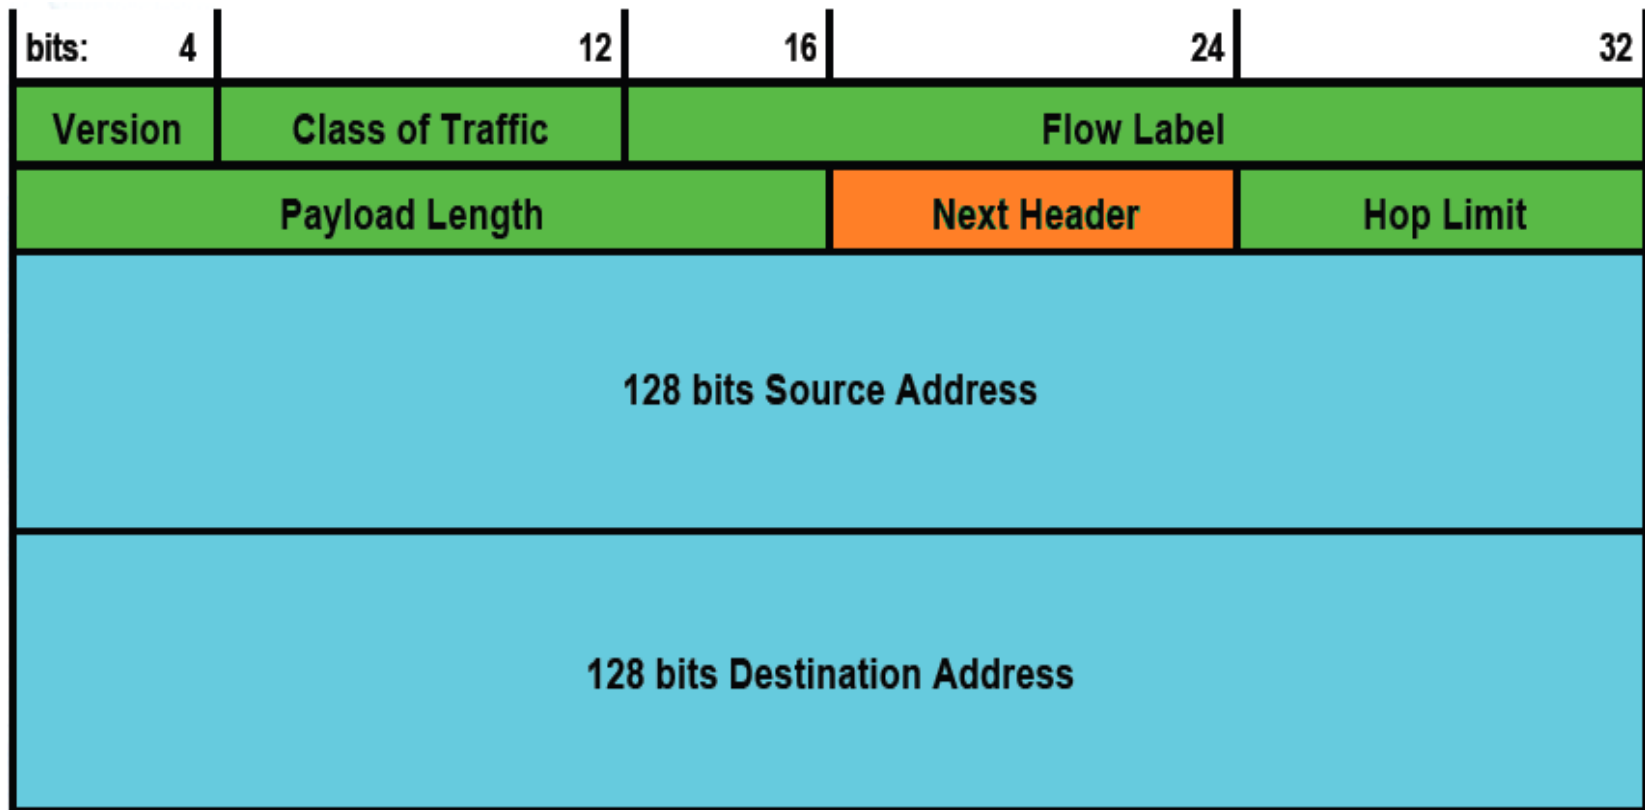 bits: 4 12 16 24 32
Version Class of Traffic Flow Label
Payload Length Next Header Hop Limit
128 bits Source Address
128 bits Destination Address